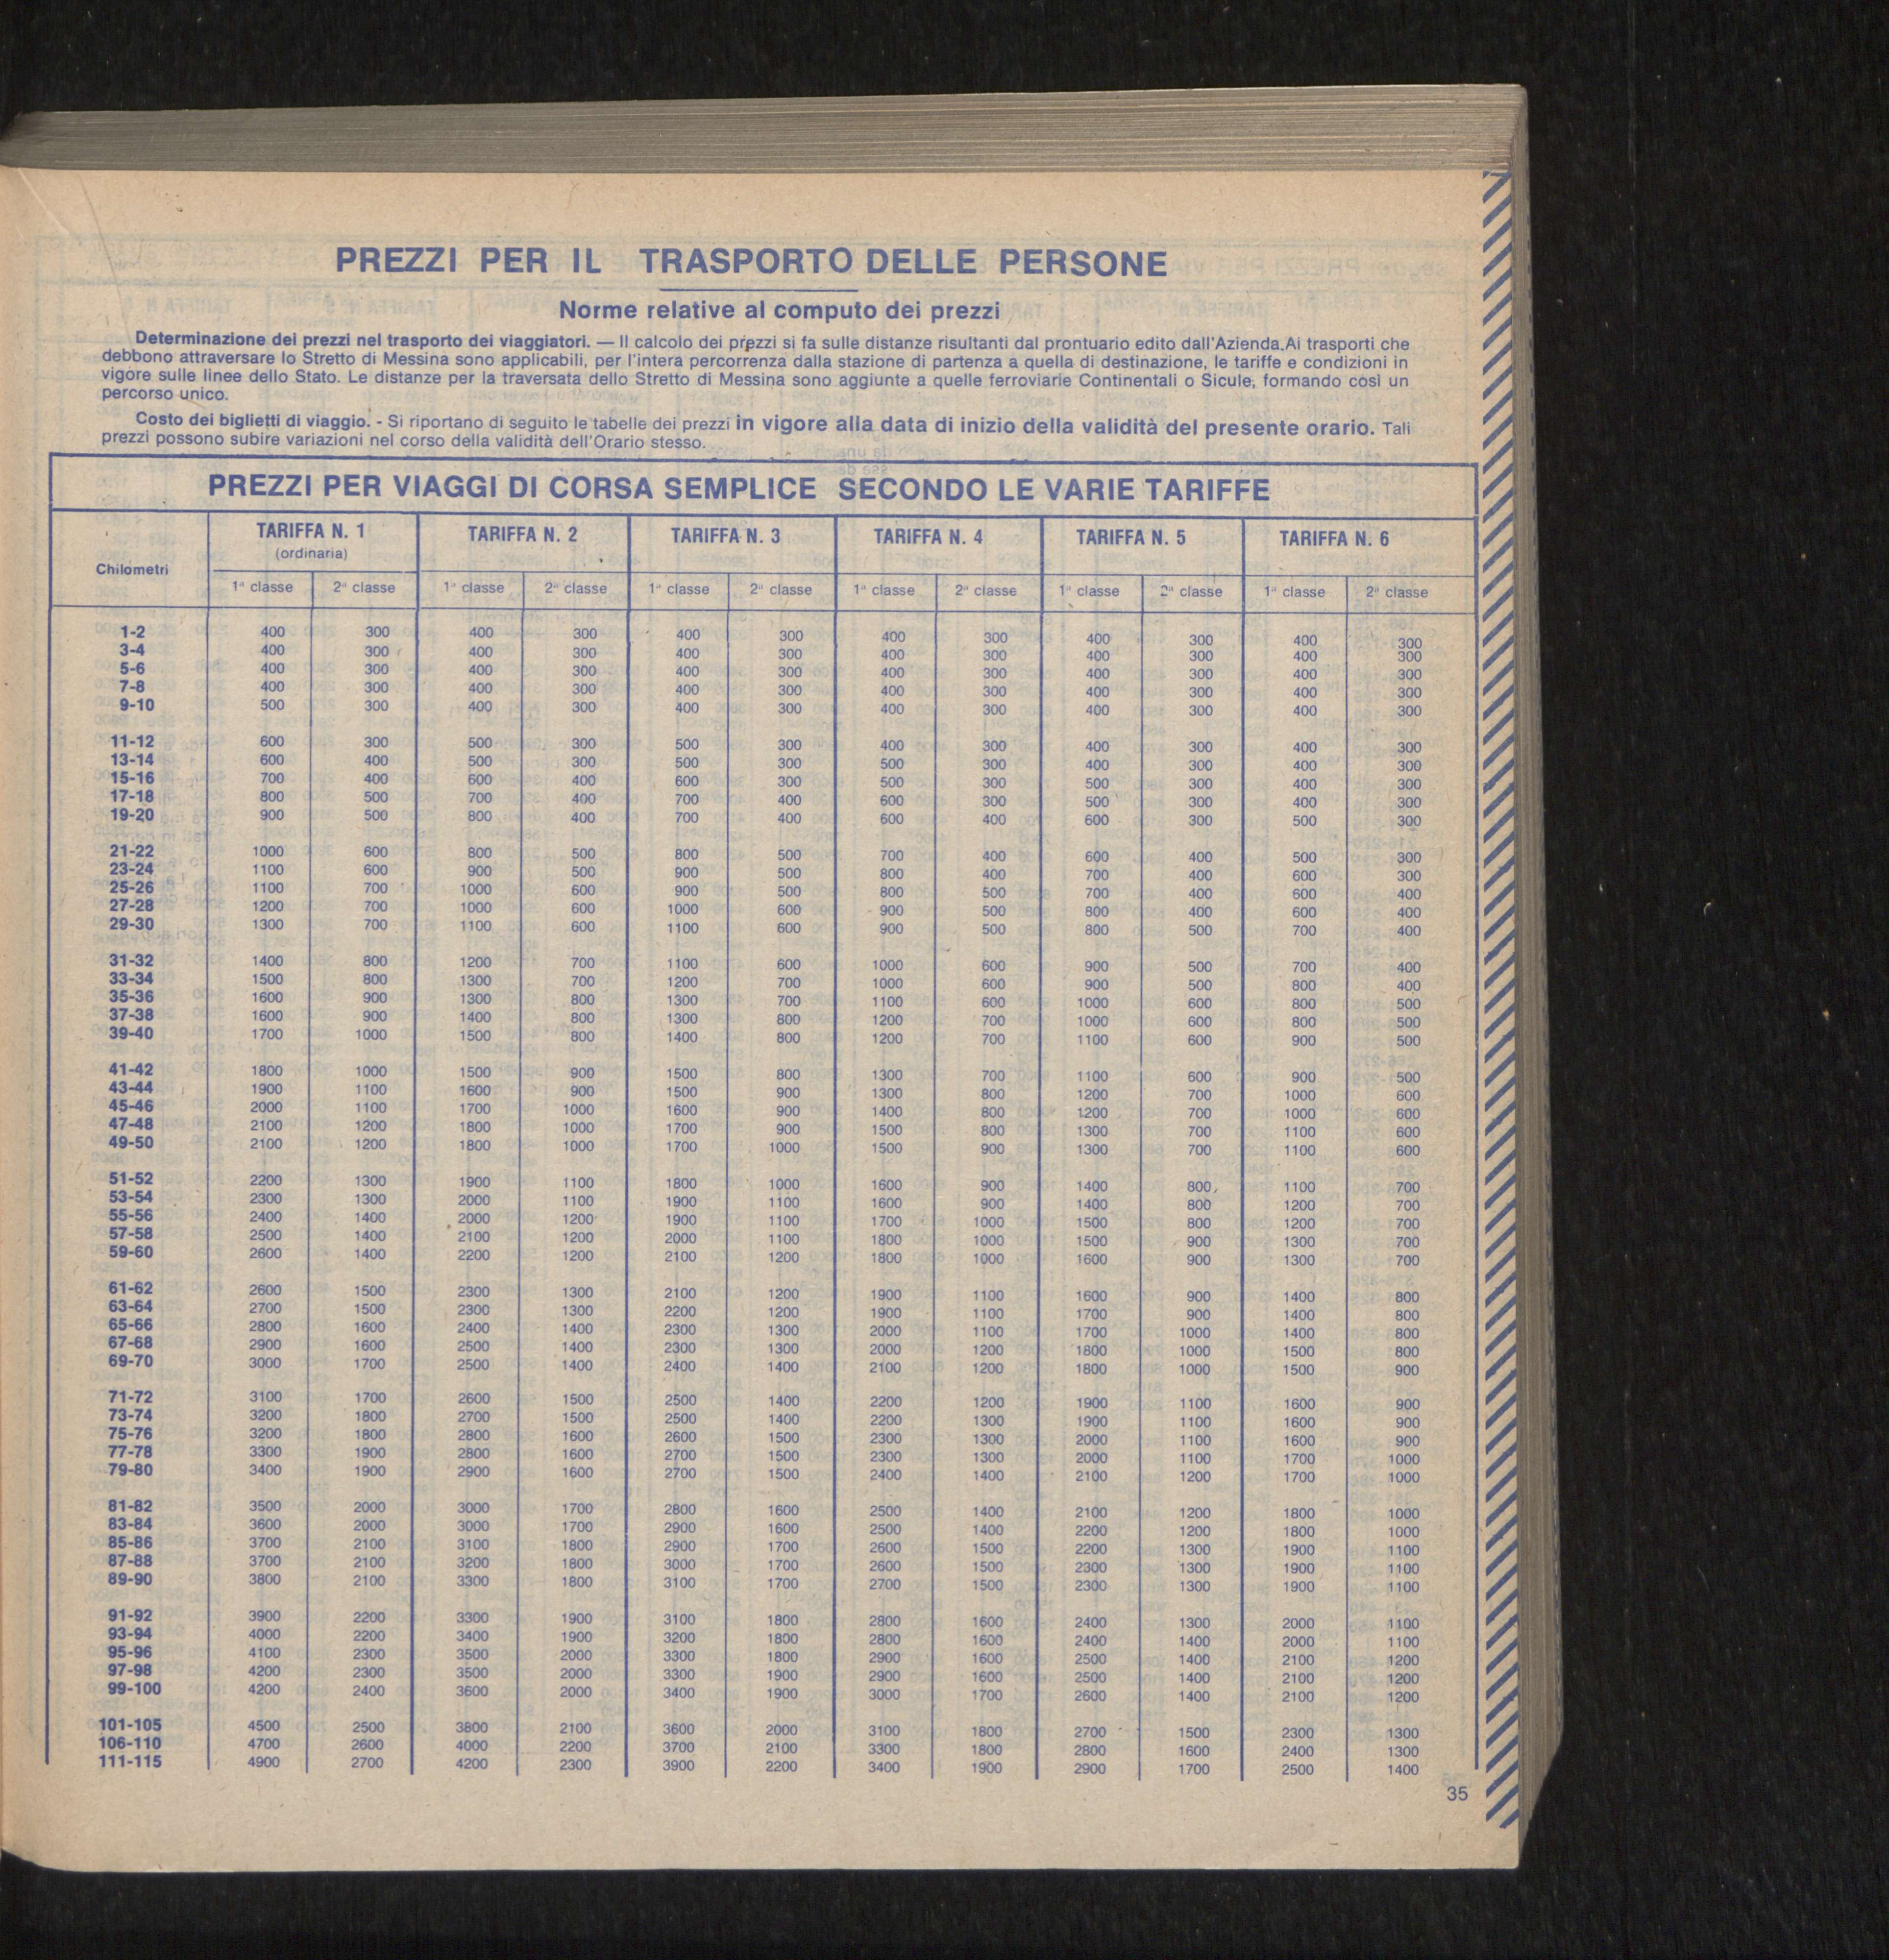 PREZZI PER IL TRASPORTO DELLE PERSONE
Norme relative al computo dei prezzi
Determinazione dei prezzi nel trasporto dei viaggiatori. — Il calcolo dei prezzi si fa sulle distanze risultanti dal prontuario edito dall'Azienda.Ai trasporti che
debbono attraversare lo Stretto di Messina sono applicabili, per l'intera percorrenza dalla stazione di partenza a quella di destinazione, le tariffe e condizioni in
vigore sulle linee dello Stato. Le distanze per la traversata dello Stretto di Messina sono aggiunte a quelle ferroviarie Continentali o Sicule, formando così un
percorso unico.
Costo dei biglietti di viaggio. - Si riportano di seguito le tabelle dei prezzi in vigore alla data di inizio della validità del presente orario. Tali
prezzi possono subire variazioni nel corso della validità dell'Orario stesso.
PREZZI PER VIAGGI DI CORSA SEMPLICE SECONDO LE VARIE TARIFFE
Chilometri TARIFFA N. 1 TARIFFA N. 2 TARIFFA N. 3 TARIFFA N. 4 TARIFFA N. 5 TARIFFA N. 6
(ordinaria)
1ª classe 2ª classe 1ª classe 2ª classe 1ª classe 2ª classe 1ª classe 2ª classe 1ª classe 2ª classe 1ª classe 2ª classe
1-2 400 300 400 300 400 300 400 300 400 300 400 300
3-4 400 300 400 300 400 300 400 300 400 300 400 300
5-6 400 300 400 300 400 300 400 300 400 300 400 300
7-8 400 300 400 300 400 300 400 300 400 300 400 300
9-10 500 300 400 300 400 300 400 300 400 300 400 300
11-12 600 300 500 300 500 300 400 300 400 300 400 300
13-14 600 400 500 300 500 300 500 300 400 300 400 300
15-16 700 400 600 400 600 300 500 300 500 300 400 300
17-18 800 500 700 400 700 400 600 300 500 300 400 300
19-20 900 500 800 400 700 400 600 400 600 300 500 300
21-22 1000 600 800 500 800 500 700 400 600 400 500 300
23-24 1100 600 900 500 900 500 800 400 700 400 600 300
25-26 1100 700 1000 600 900 500 800 500 700 400 600 400
27-28 1200 700 1000 600 1000 600 900 500 800 400 600 400
29-30 1300 700 1100 600 1100 600 900 500 800 500 700 400
31-32 1400 800 1200 700 1100 600 1000 600 900 500 700 400
33-34 1500 800 1300 700 1200 700 1000 600 900 500 800 400
35-36 1600 900 1300 800 1300 700 1100 600 1000 600 800 500
37-38 1600 900 1400 800 1300 800 1200 700 1000 600 800 500
39-40 1700 1000 1500 800 1400 800 1200 700 1100 600 900 500
41-42 1800 1000 1500 900 1500 800 1300 700 1100 600 900 500
43-44 1900 1100 1600 900 1500 900 1300 800 1200 700 1000 600
45-46 2000 1100 1700 1000 1600 900 1400 800 1200 700 1000 600
47-48 2100 1200 1800 1000 1700 900 1500 800 1300 700 1100 600
49-50 2100 1200 1800 1000 1700 1000 1500 900 1300 700 1100 600
51-52 2200 1300 1900 1100 1800 1000 1600 900 1400 800 1100 700
53-54 2300 1300 2000 1100 1900 1100 1600 900 1400 800 1200 700
55-56 2400 1400 2000 1200 1900 1100 1700 1000 1500 800 1200 700
57-58 2500 1400 2100 1200 2000 1100 1800 1000 1500 900 1300 700
59-60 2600 1400 2200 1200 2100 1200 1800 1000 1600 900 1300 700
61-62 2600 1500 2300 1300 2100 1200 1900 1100 1600 900 1400 800
63-64 2700 1500 2300 1300 2200 1200 1900 1100 1700 900 1400 800
65-66 2800 1600 2400 1400 2300 1300 2000 1100 1700 1000 1400 800
67-68 2900 1600 2500 1400 2300 1300 2000 1200 1800 1000 1500 800
69-70 3000 1700 2500 1400 2400 1400 2100 1200 1800 1000 1500 900
71-72 3100 1700 2600 1500 2500 1400 2200 1200 1900 1100 1600 900
73-74 3200 1800 2700 1500 2500 1400 2200 1300 1900 1100 1600 900
75-76 3200 1800 2800 1600 2600 1500 2300 1300 2000 1100 1600 900
77-78 3300 1900 2800 1600 2700 1500 2300 1300 2000 1100 1700 1000
79-80 3400 1900 2900 1600 2700 1500 2400 1400 2100 1200 1700 1000
81-82 3500 2000 3000 1700 2800 1600 2500 1400 2100 1200 1800 1000
83-84 3600 2000 3000 1700 2900 1600 2500 1400 2200 1200 1800 1000
85-86 3700 2100 3100 1800 2900 1700 2600 1500 2200 1300 1900 1100
87-88 3700 2100 3200 1800 3000 1700 2600 1500 2300 1300 1900 1100
89-90 3800 2100 3300 1800 3100 1700 2700 1500 2300 1300 1900 1100
91-92 3900 2200 3300 1900 3100 1800 2800 1600 2400 1300 2000 1100
93-94 4000 2200 3400 1900 3200 1800 2800 1600 2400 1400 2000 1100
95-96 4100 2300 3500 2000 3300 1800 2900 1600 2500 1400 2100 1200
97-98 4200 2300 3500 2000 3300 1900 2900 1600 2500 1400 2100 1200
99-100 4200 2400 3600 2000 3400 1900 3000 1700 2600 1400 2100 1200
101-105 4500 2500 3800 2100 3600 2000 3100 1800 2700 1500 2300 1300
106-110 4700 2600 4000 2200 3700 2100 3300 1800 2800 1600 2400 1300
111-115 4900 2700 4200 2300 3900 2200 3400 1900 2900 1700 2500 1400
35